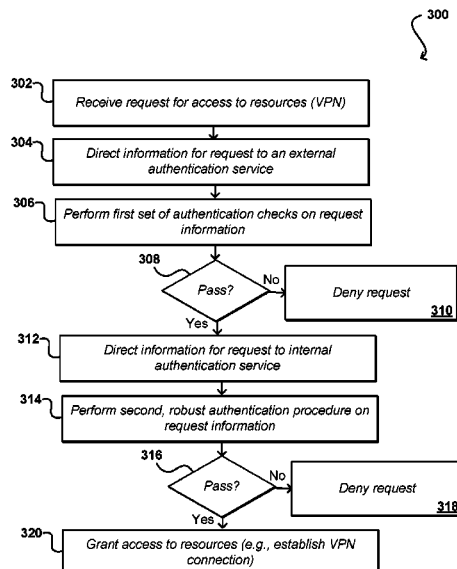 300
302
Receive request for access to resources (VPN)
304
Direct information for request to an external
authentication service
306
Perform first set of authentication checks on request
information
308
Pass?
No
Deny request
310
Yes
312
Direct information for request to internal
authentication service
314
Perform second, robust authentication procedure on
request information
316
Pass?
No
Deny request
318
Yes
320
Grant access to resources (e.g., establish VPN
connection)